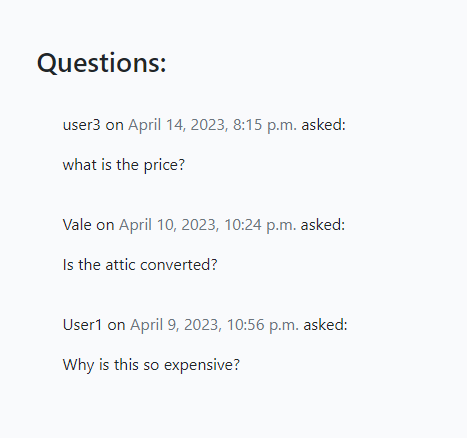 Questions:
user3 on April 14, 2023, 8:15 p.m. asked:
what is the price?
Vale on April 10, 2023, 10:24 p.m. asked:
Is the attic converted?
User1 on April 9, 2023, 10:56 p.m. asked:
Why is this so expensive?